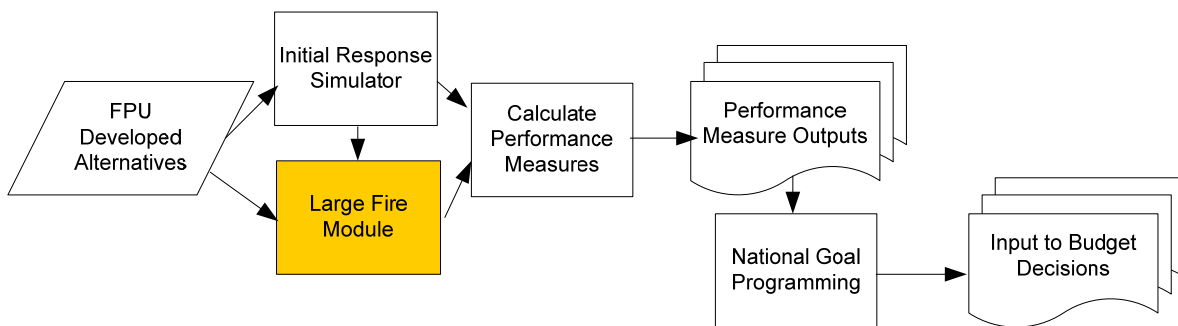 Initial Response
Simulator
FPU
Developed
Alternatives
Large Fire
Module
Calculate
Performance
Measures
Performance
Measure Outputs
National Goal
Programming
Input to Budget
Decisions